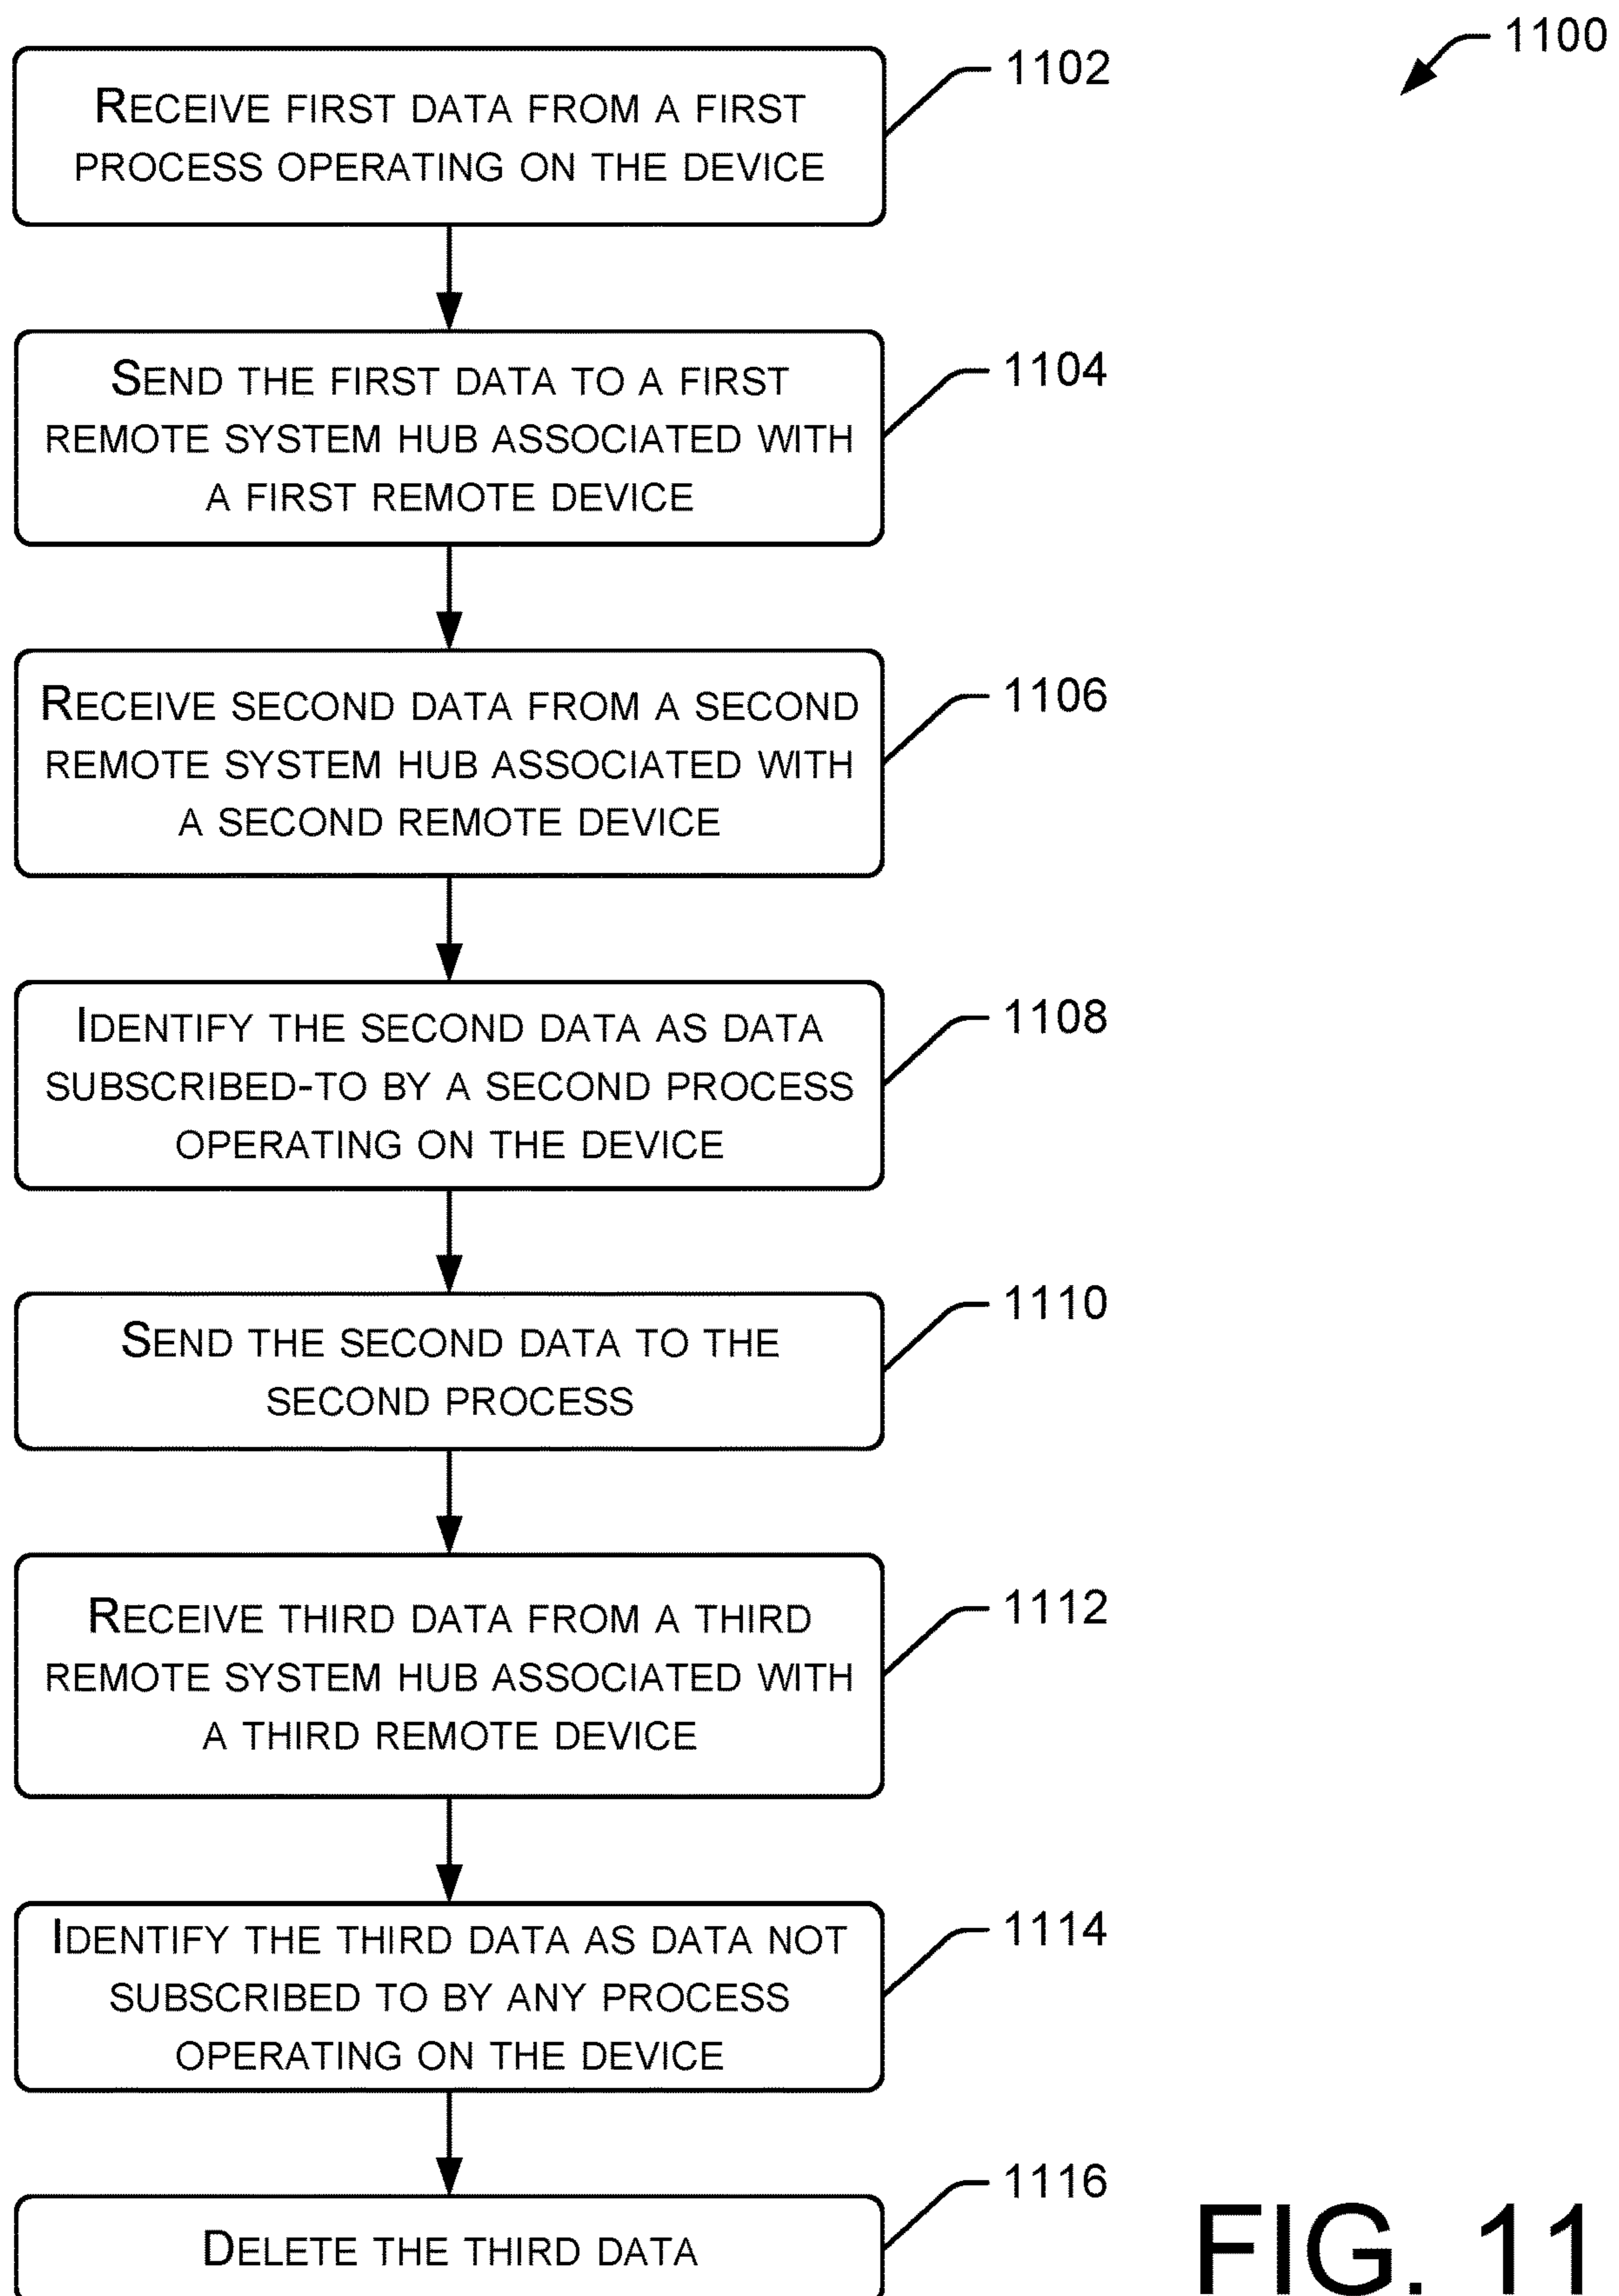 1100
RECEIVE FIRST DATA FROM A FIRST
PROCESS OPERATING ON THE DEVICE
1102
SEND THE FIRST DATA TO A FIRST
REMOTE SYSTEM HUB ASSOCIATED WITH
A FIRST REMOTE DEVICE
1104
RECEIVE SECOND DATA FROM A SECOND
REMOTE SYSTEM HUB ASSOCIATED WITH
A SECOND REMOTE DEVICE
1106
IDENTIFY THE SECOND DATA AS DATA
SUBSCRIBED-TO BY A SECOND PROCESS
OPERATING ON THE DEVICE
1108
SEND THE SECOND DATA TO THE
SECOND PROCESS
1110
RECEIVE THIRD DATA FROM A THIRD
REMOTE SYSTEM HUB ASSOCIATED WITH
A THIRD REMOTE DEVICE
1112
IDENTIFY THE THIRD DATA AS DATA NOT
SUBSCRIBED TO BY ANY PROCESS
OPERATING ON THE DEVICE
1114
DELETE THE THIRD DATA
1116
FIG. 11